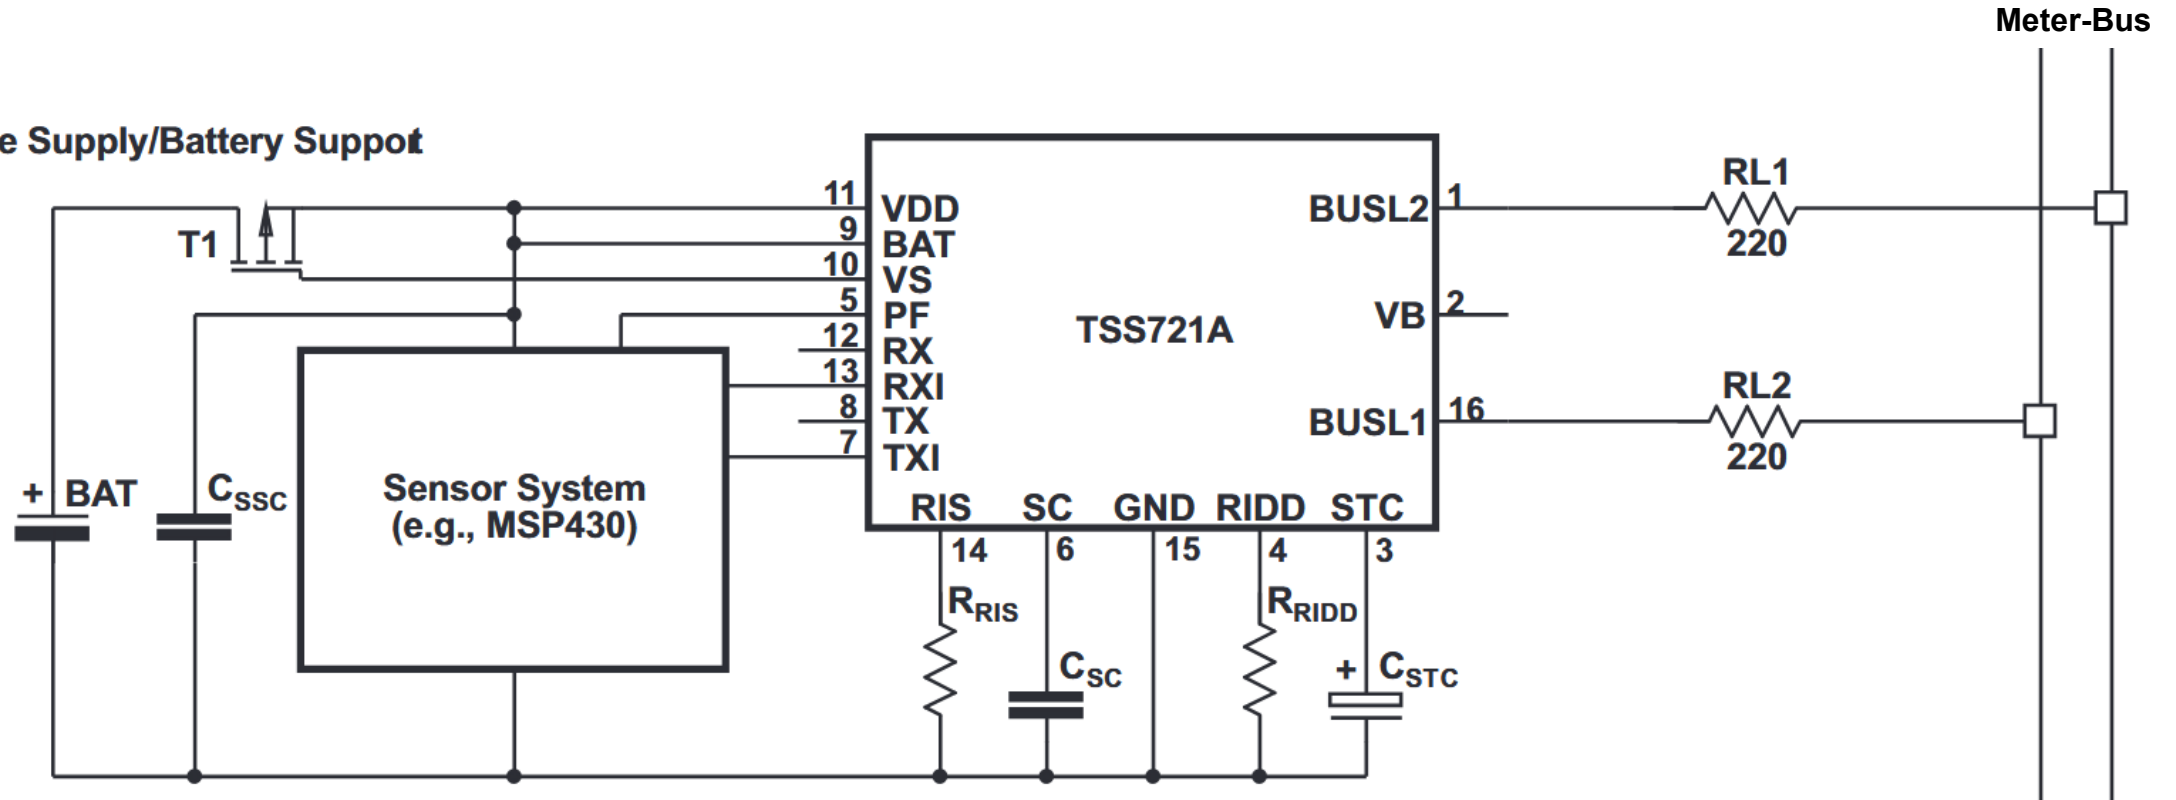 Meter-Bus
e Supply/Battery Support
T1
11
9
10
5
12
13
8
7
VDD
BAT
VS
PF
RX
RXI
TX
TXI
TSS721A
BUSL2
VB
BUSL1
1
2
16
RL1
220
RL2
220
+ BAT
CSSC
Sensor System
(e.g., MSP430)
RIS SC GND RIDD STC
14 6 15 4 3
RRIS
CSC
RRIDD
+ CSTC